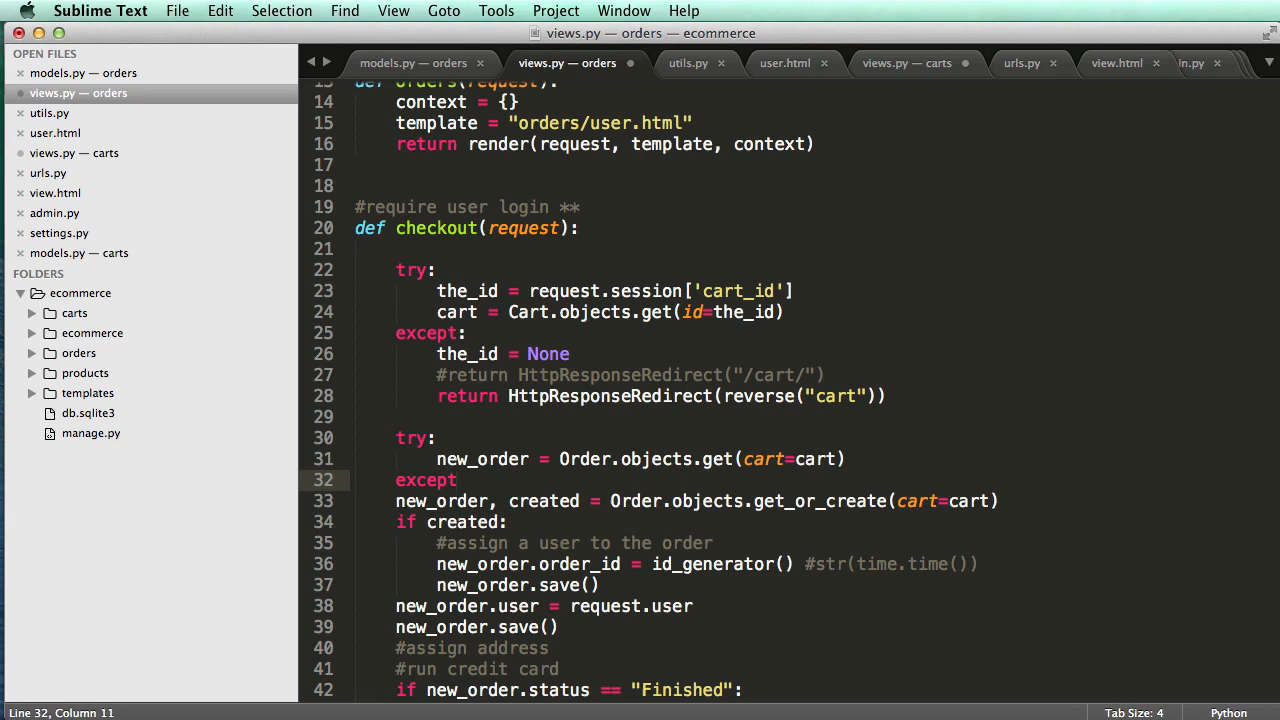 Sublime Text File Edit Selection Find View Goto Tools Project Window Help
views.py — orders — ecommerce
OPEN FILES
models.py — orders
views.py — orders
utils.py
user.html
views.py — carts
urls.py
view.html
admin.py
settings.py
models.py — carts
FOLDERS
ecommerce
carts
ecommerce
orders
products
templates
db.sqlite3
manage.py
models.py — orders views.py — orders utils.py user.html views.py — carts urls.py view.html in.py
13 def orders(request):
14 context = {}
15 template = "orders/user.html"
16 return render(request, template, context)
17
18
19 #require user login **
20 def checkout(request):
21
22 try:
23 the_id = request.session['cart_id']
24 cart = Cart.objects.get(id=the_id)
25 except:
26 the_id = None
27 #return HttpResponseRedirect("/cart/")
28 return HttpResponseRedirect(reverse("cart"))
29
30 try:
31 new_order = Order.objects.get(cart=cart)
32 except
33 new_order, created = Order.objects.get_or_create(cart=cart)
34 if created:
35 #assign a user to the order
36 new_order.order_id = id_generator() #str(time.time())
37 new_order.save()
38 new_order.user = request.user
39 new_order.save()
40 #assign address
41 #run credit card
42 if new_order.status == "Finished":
Line 32, Column 11 Tab Size: 4 Python